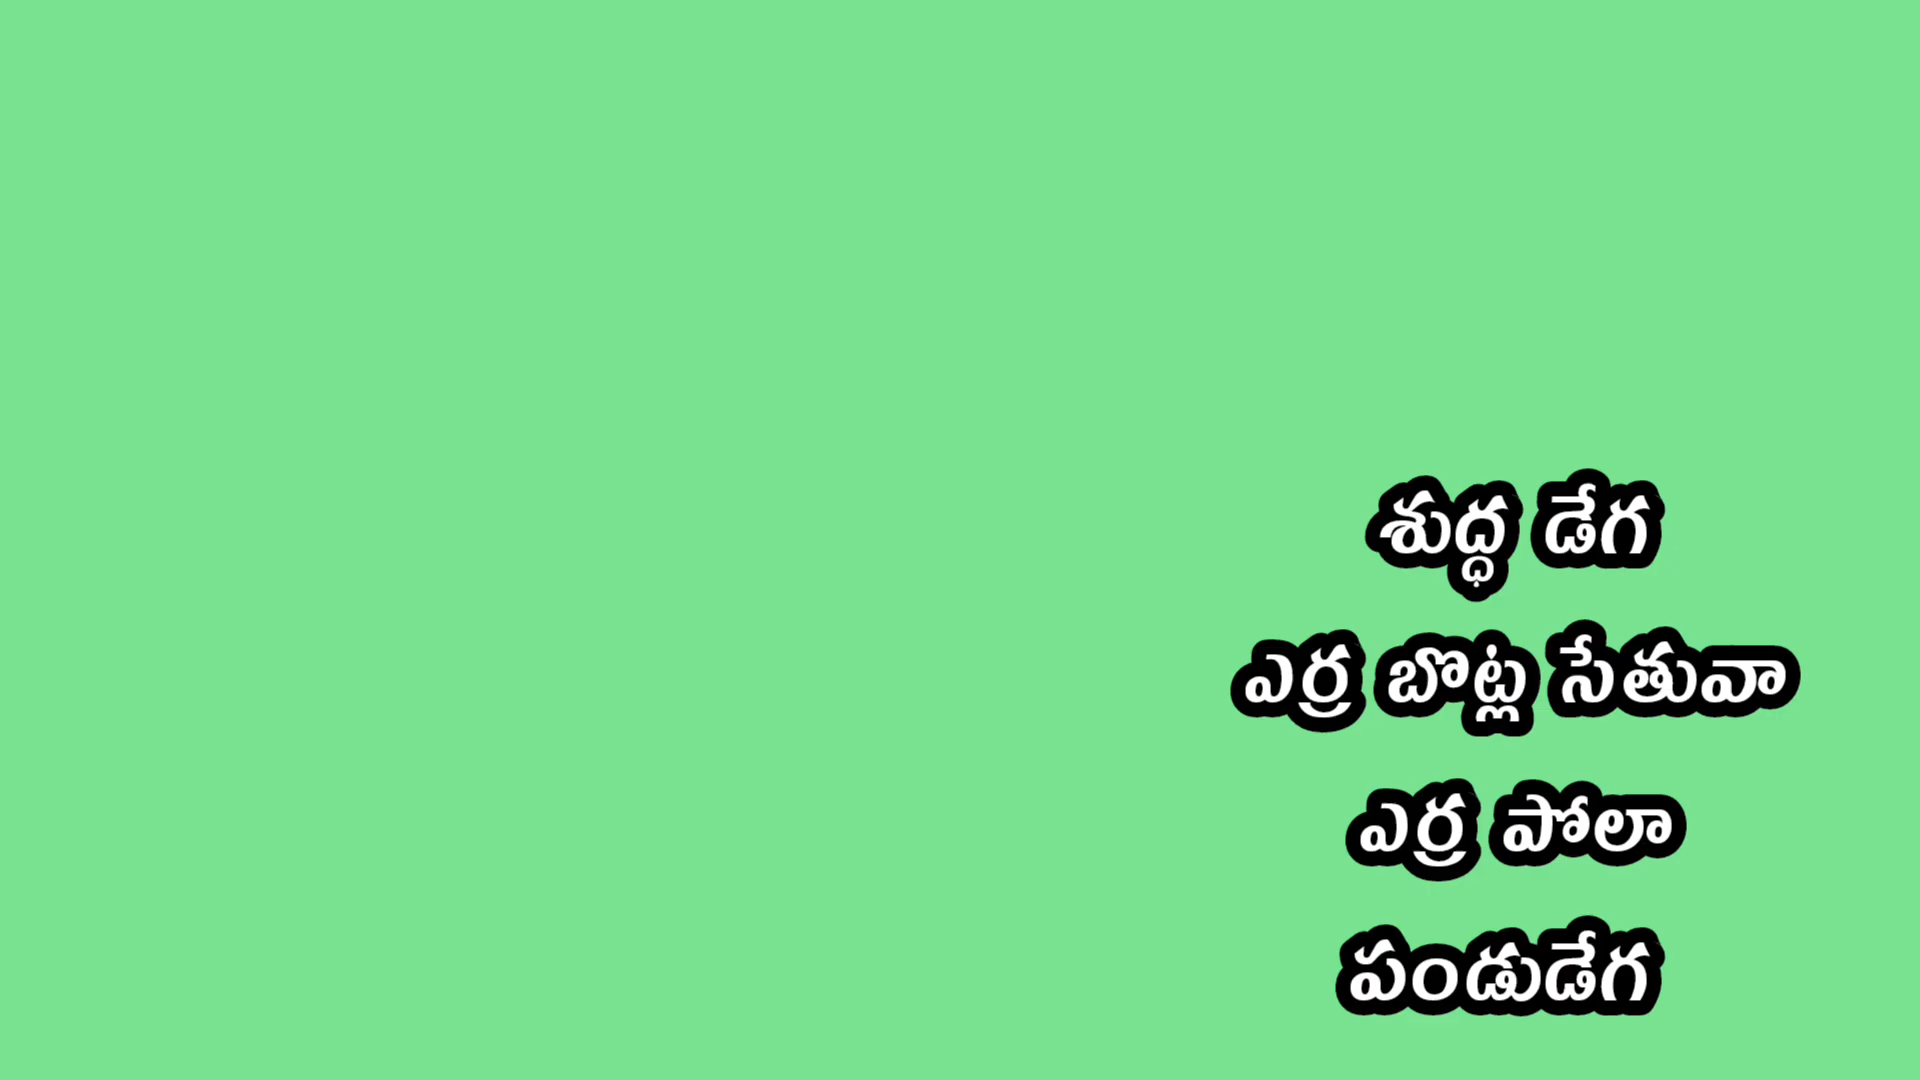 శుద్ధ డేగ
ఎర్ర బొట్ల సేతువా
ఎర్ర పోలా
పండుడేగ